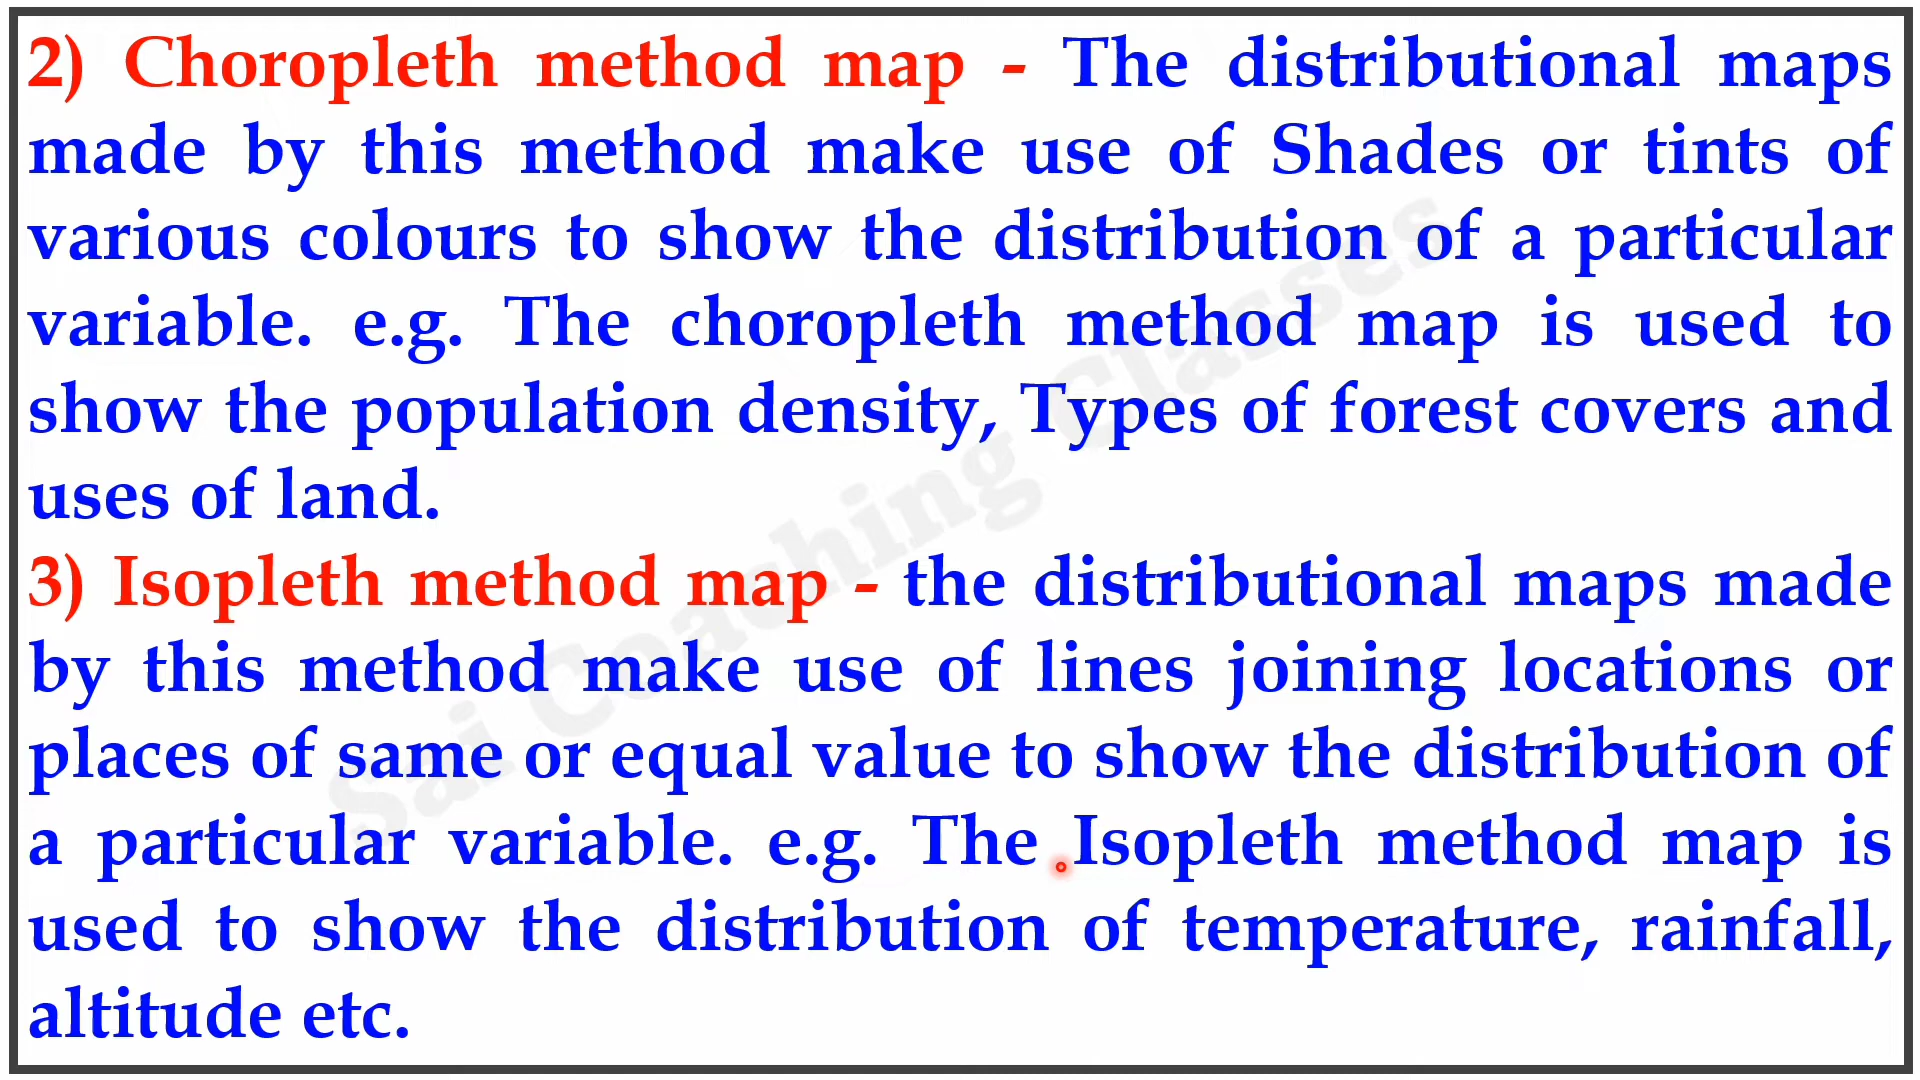 2) Choropleth method map - The distributional maps
made by this method make use of Shades or tints of
various colours to show the distribution of a particular
variable. e.g. The choropleth method map is used to
show the population density, Types of forest covers and
uses of land.
3) Isopleth method map - the distributional maps made
by this method make use of lines joining locations or
places of same or equal value to show the distribution of
a particular variable. e.g. The Isopleth method map is
used to show the distribution of temperature, rainfall,
altitude etc.
Sai Coaching Classes